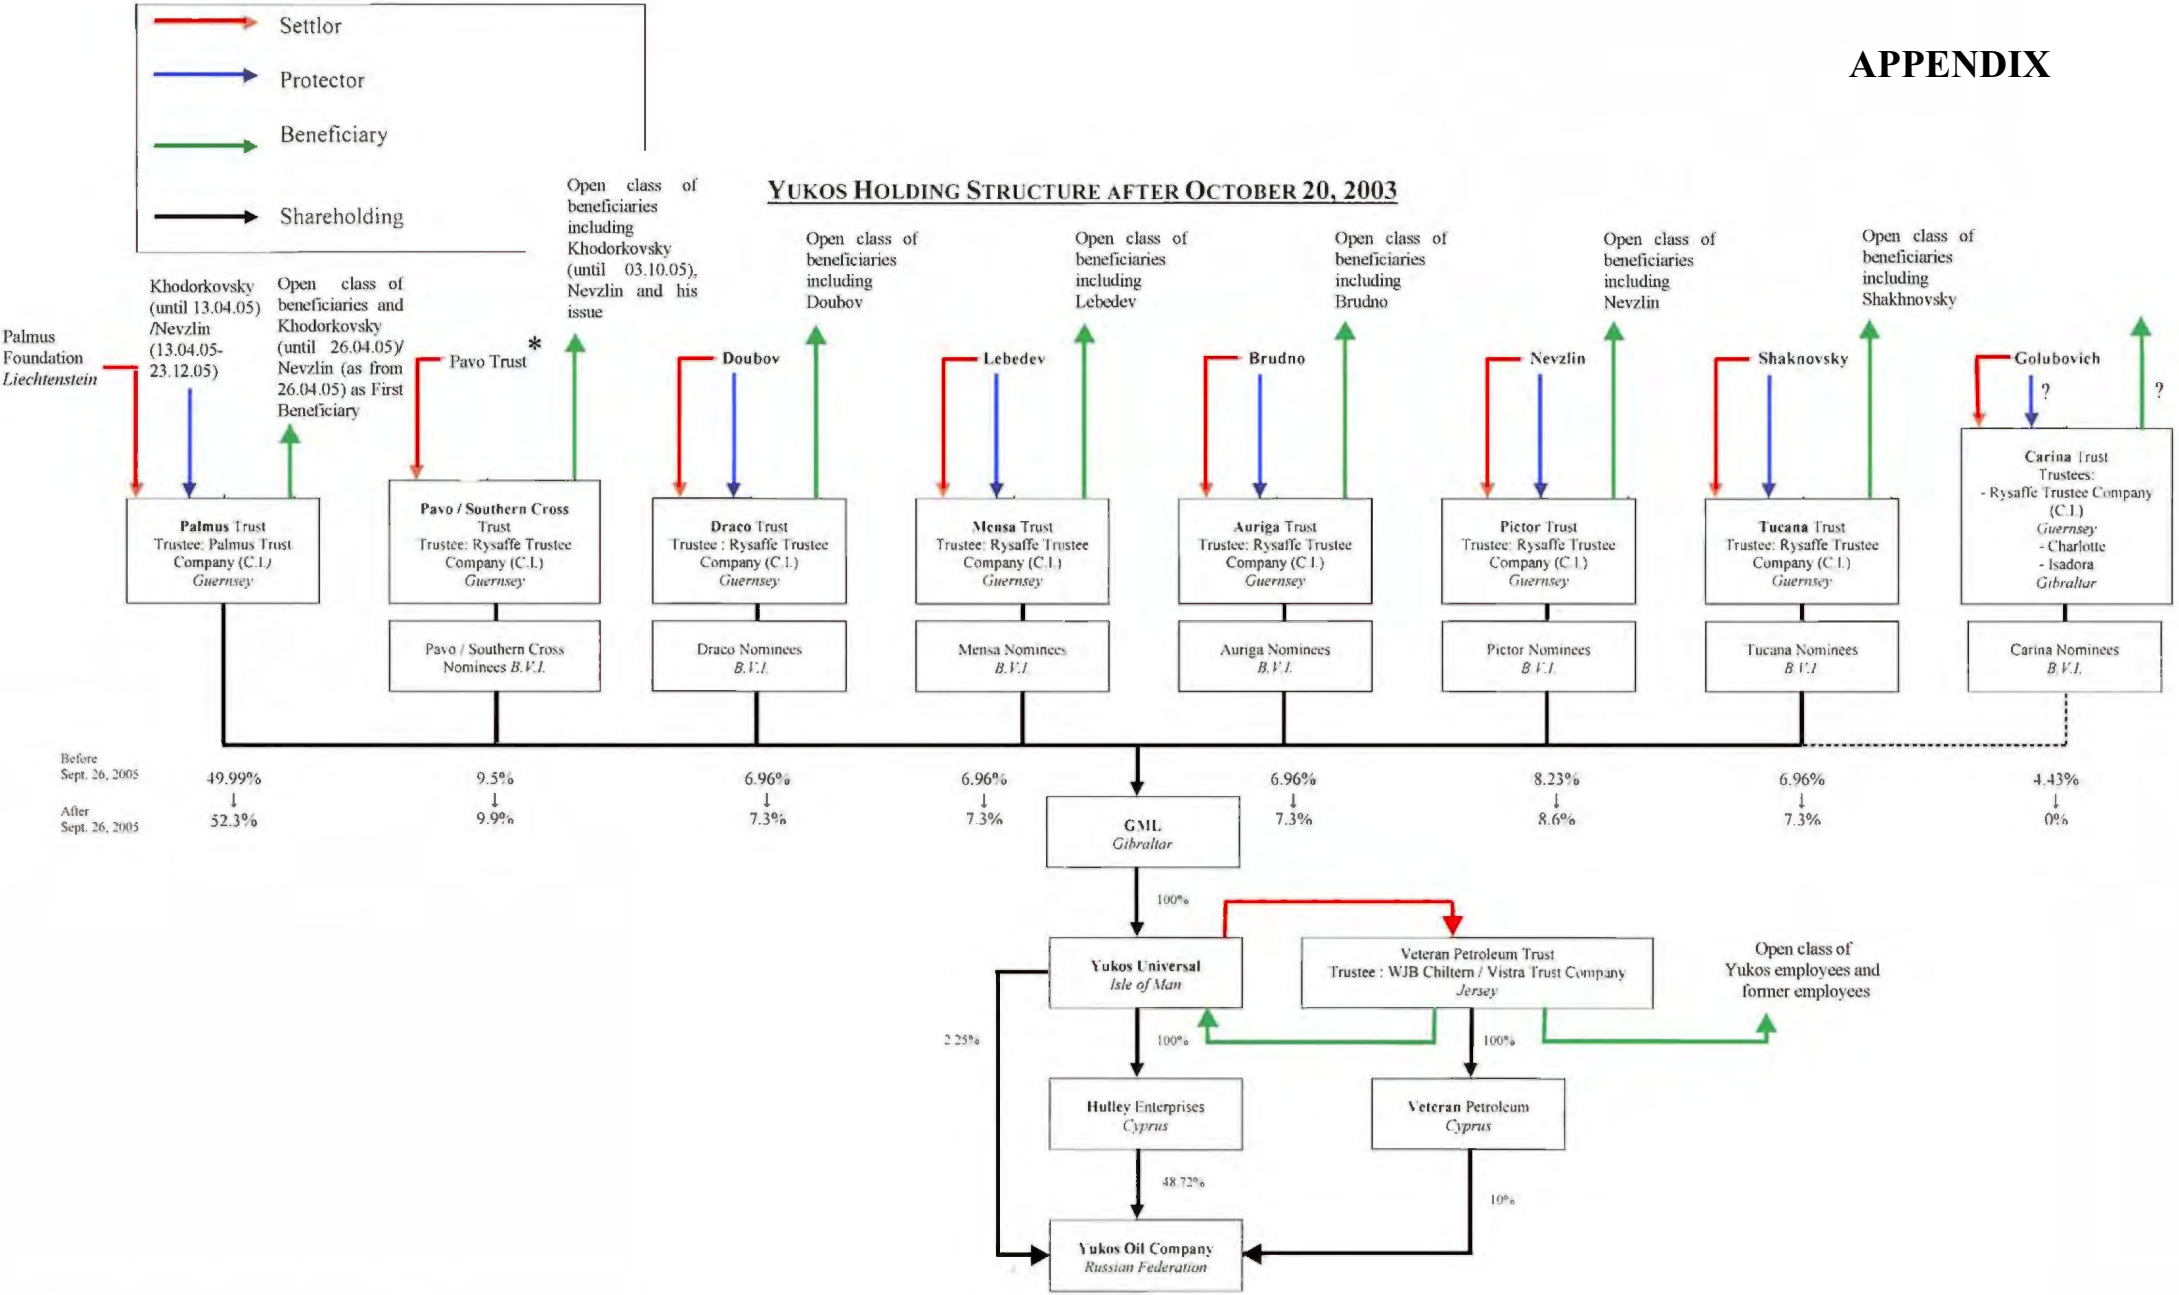 APPENDIX
Settlor
Protector
Beneficiary
Shareholding
YUKOS HOLDING STRUCTURE AFTER OCTOBER 20, 2003
Palmus
Foundation
Liechtenstein
Khodorkovsky
(until 13.04.05)
/Nevzlin
(13.04.05-
23.12.05)
Open class of
beneficiaries and
Khodorkovsky
(until 26.04.05)/
Nevzlin (as from
26.04.05) as First
Beneficiary
Pavo Trust *
Open class of
beneficiaries
including
Khodorkovsky
(until 03.10.05),
Nevzlin and his
issue
Doubov
Open class of
beneficiaries
including
Doubov
Lebedev
Open class of
beneficiaries
including
Lebedev
Brudno
Open class of
beneficiaries
including
Brudno
Nevzlin
Open class of
beneficiaries
including
Nevzlin
Shaknovsky
Open class of
beneficiaries
including
Shakhnovsky
Golubovich
?
?
Palmus Trust
Trustee: Palmus Trust
Company (C.I.)
Guernsey
Pavo / Southern Cross
Trust
Trustee: Rysaffe Trustee
Company (C.I.)
Guernsey
Draco Trust
Trustee : Rysaffe Trustee
Company (C.I.)
Guernsey
Mensa Trust
Trustee: Rysaffe Trustee
Company (C.I.)
Guernsey
Auriga Trust
Trustee: Rysaffe Trustee
Company (C.I.)
Guernsey
Pictor Trust
Trustee: Rysaffe Trustee
Company (C.I.)
Guernsey
Tucana Trust
Trustee: Rysaffe Trustee
Company (C.I.)
Guernsey
Carina Trust
Trustees:
- Rysaffe Trustee Company
(C.I.)
Guernsey
- Charlotte
- Isadora
Gibraltar
Pavo / Southern Cross
Nominees B.V.I.
Draco Nominees
B.V.I.
Mensa Nominees
B.V.I.
Auriga Nominees
B.V.I.
Pictor Nominees
B.V.I.
Tucana Nominees
B.V.I.
Carina Nominees
B.V.I.
Before
Sept. 26, 2005
49.99%
9.5%
6.96%
6.96%
6.96%
8.23%
6.96%
4.43%
After
Sept. 26, 2005
52.3%
9.9%
7.3%
7.3%
7.3%
8.6%
7.3%
0%
GML
Gibraltar
100%
Yukos Universal
Isle of Man
Veteran Petroleum Trust
Trustee : WJB Chiltern / Vistra Trust Company
Jersey
Open class of
Yukos employees and
former employees
2.25%
100%
100%
Hulley Enterprises
Cyprus
Veteran Petroleum
Cyprus
48.72%
10%
Yukos Oil Company
Russian Federation